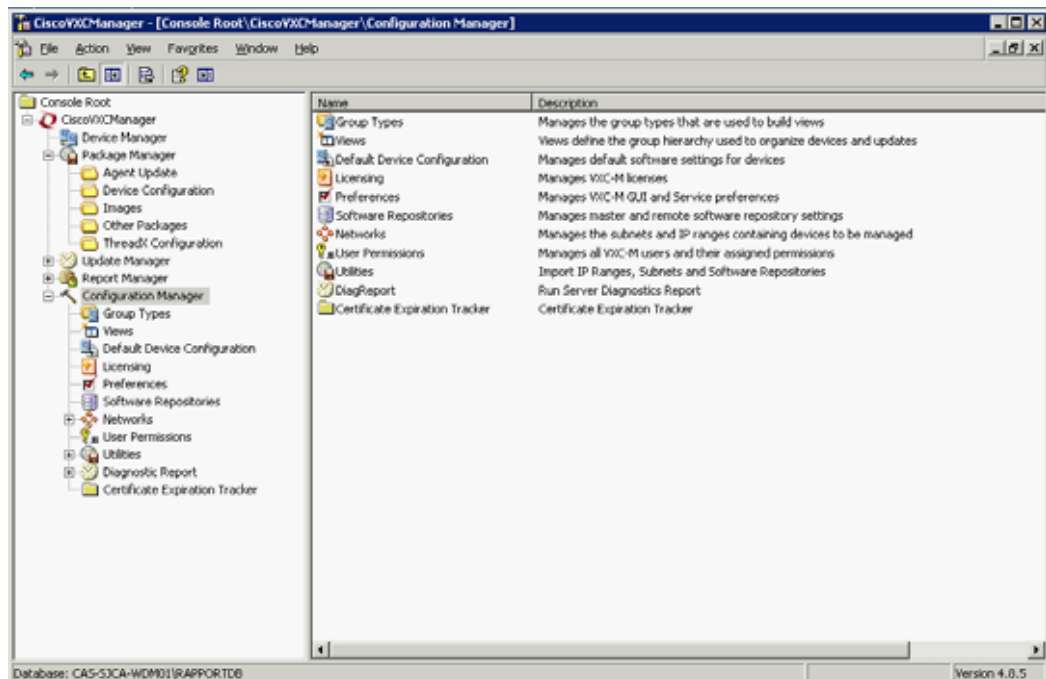 CiscoVXCManager - [Console Root\CiscoVXCManager\Configuration Manager]
File Action View Favorites Window Help
Console Root
CiscoVXCManager
Device Manager
Package Manager
Agent Update
Device Configuration
Images
Other Packages
ThreadX Configuration
Update Manager
Report Manager
Configuration Manager
Group Types
Views
Default Device Configuration
Licensing
Preferences
Software Repositories
Networks
User Permissions
Utilities
Diagnostic Report
Certificate Expiration Tracker
Name Description
Group Types Manages the group types that are used to build views
Views Views define the group hierarchy used to organize devices and updates
Default Device Configuration Manages default software settings for devices
Licensing Manages VXC-M licenses
Preferences Manages VXC-M GUI and Service preferences
Software Repositories Manages master and remote software repository settings
Networks Manages the subnets and IP ranges containing devices to be managed
User Permissions Manages all VXC-M users and their assigned permissions
Utilities Import IP Ranges, Subnets and Software Repositories
DiagReport Run Server Diagnostics Report
Certificate Expiration Tracker Certificate Expiration Tracker
Database: CAS-SJCA-WDM01\RAPPORTDB Version 4.8.5